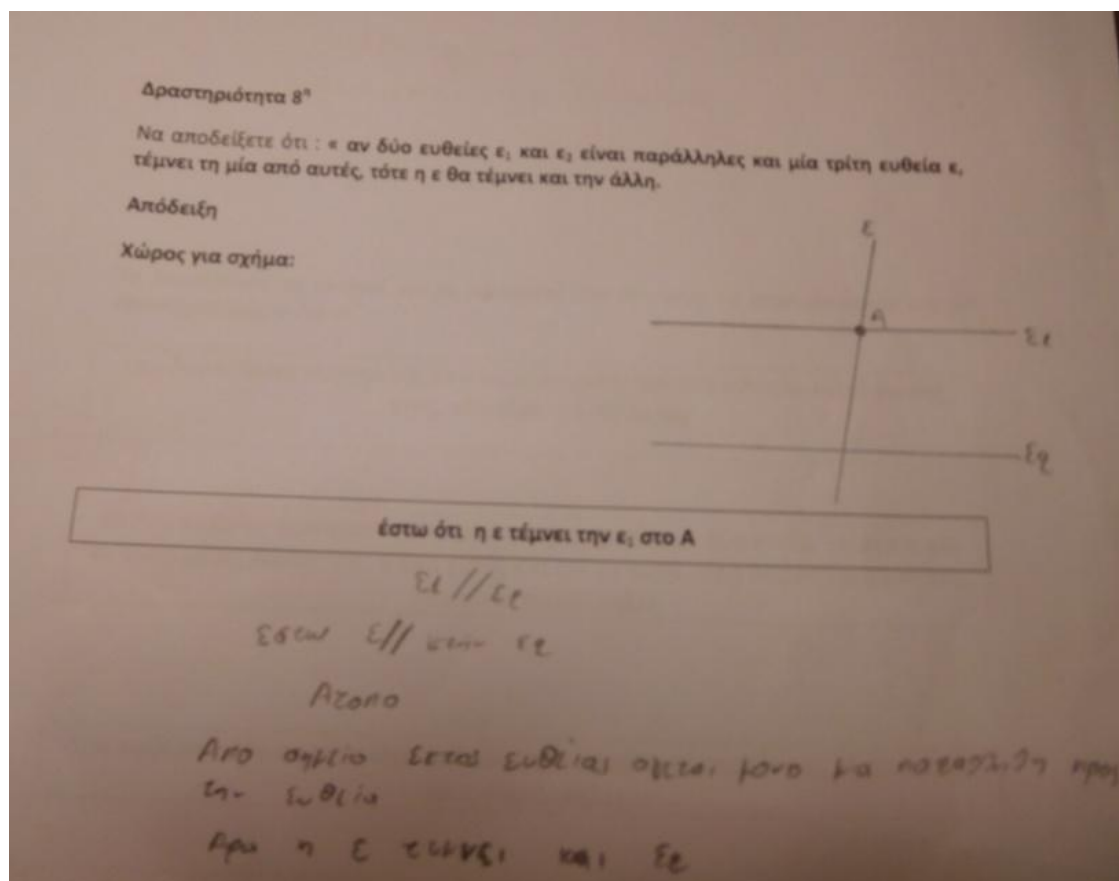 Δραστηριότητα 8η
Να αποδείξετε ότι : « αν δύο ευθείες ε₁ και ε₂ είναι παράλληλες και μία τρίτη ευθεία ε,
τέμνει τη μία από αυτές, τότε η ε θα τέμνει και την άλλη.
Απόδειξη
Χώρος για σχήμα:
ε
Α
ε1
ε2
έστω ότι η ε τέμνει την ε₁ στο Α
ε1 // ε2
εστω ε// στην ε2
Ατοπο
Απο σημείο εκτος ευθείας αγεται μονο μια παραλληλη προς
την ευθεία
Αρα η ε τεμνει και ε2